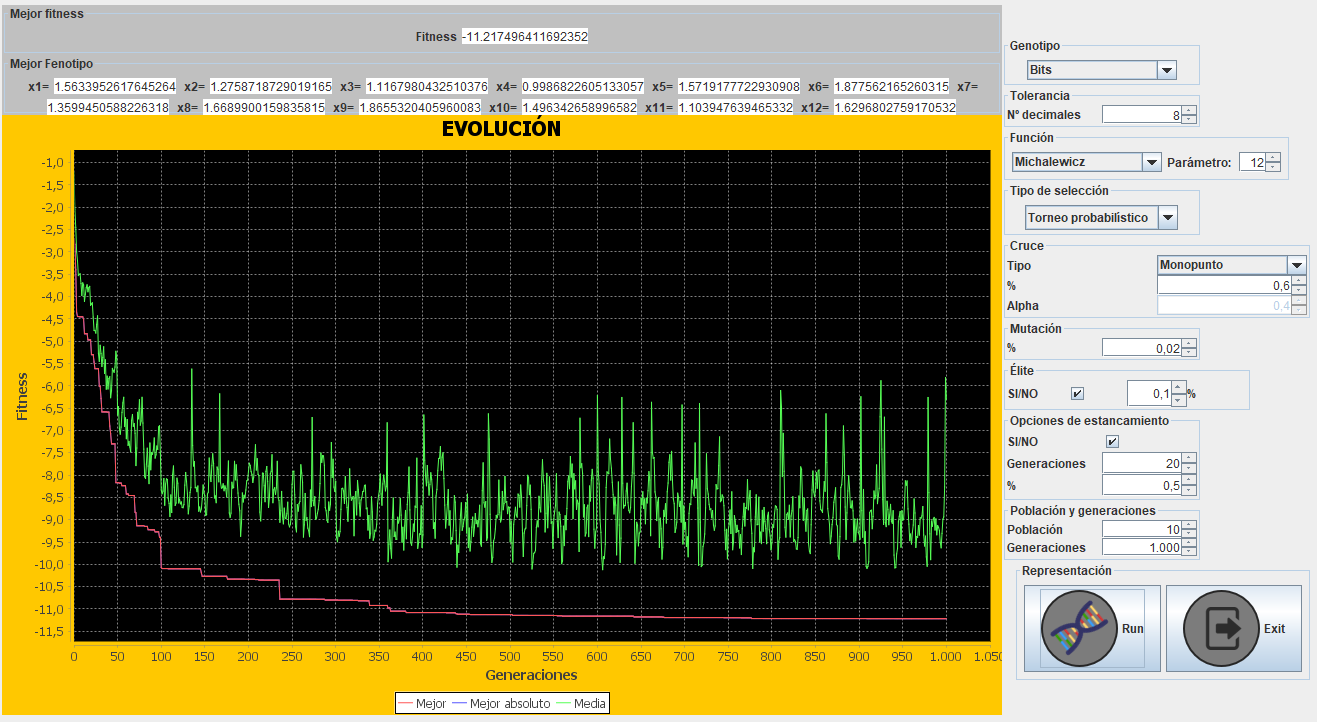 Mejor fitness
Fitness -11.217496411692352
Mejor Fenotipo
x1= 1.5633952617645264 x2= 1.27587187290191​65 x3= 1.1167980432510376 x4= 0.9986822605133057 x5= 1.5719177722930908 x6= 1.877562165260315 x7=
1.3599450588226318 x8= 1.6689900159835815 x9= 1.8655320405960083 x10= 1.496342658996582 x11= 1.103947639465332 x12= 1.6296802759170532
EVOLUCIÓN
-1,0
-1,5
-2,0
-2,5
-3,0
-3,5
-4,0
-4,5
-5,0
-5,5
-6,0
-6,5
-7,0
-7,5
-8,0
-8,5
-9,0
-9,5
-10,0
-10,5
-11,0
-11,5
Fitness
0 50 100 150 200 250 300 350 400 450 500 550 600 650 700 750 800 850 900 950 1.000 1.050
Generaciones
Mejor Mejor absoluto Media
Genotipo
Bits
Tolerancia
Nº decimales 8
Función
Michalewicz Parámetro: 12
Tipo de selección
Torneo probabilístico
Cruce
Tipo Monopunto
% 0,6
Alpha 0,4
Mutación
% 0,02
Élite
SI/NO 0,1 %
Opciones de estancamiento
SI/NO
Generaciones 20
% 0,5
Población y generaciones
Población 10
Generaciones 1.000
Representación
Run Exit